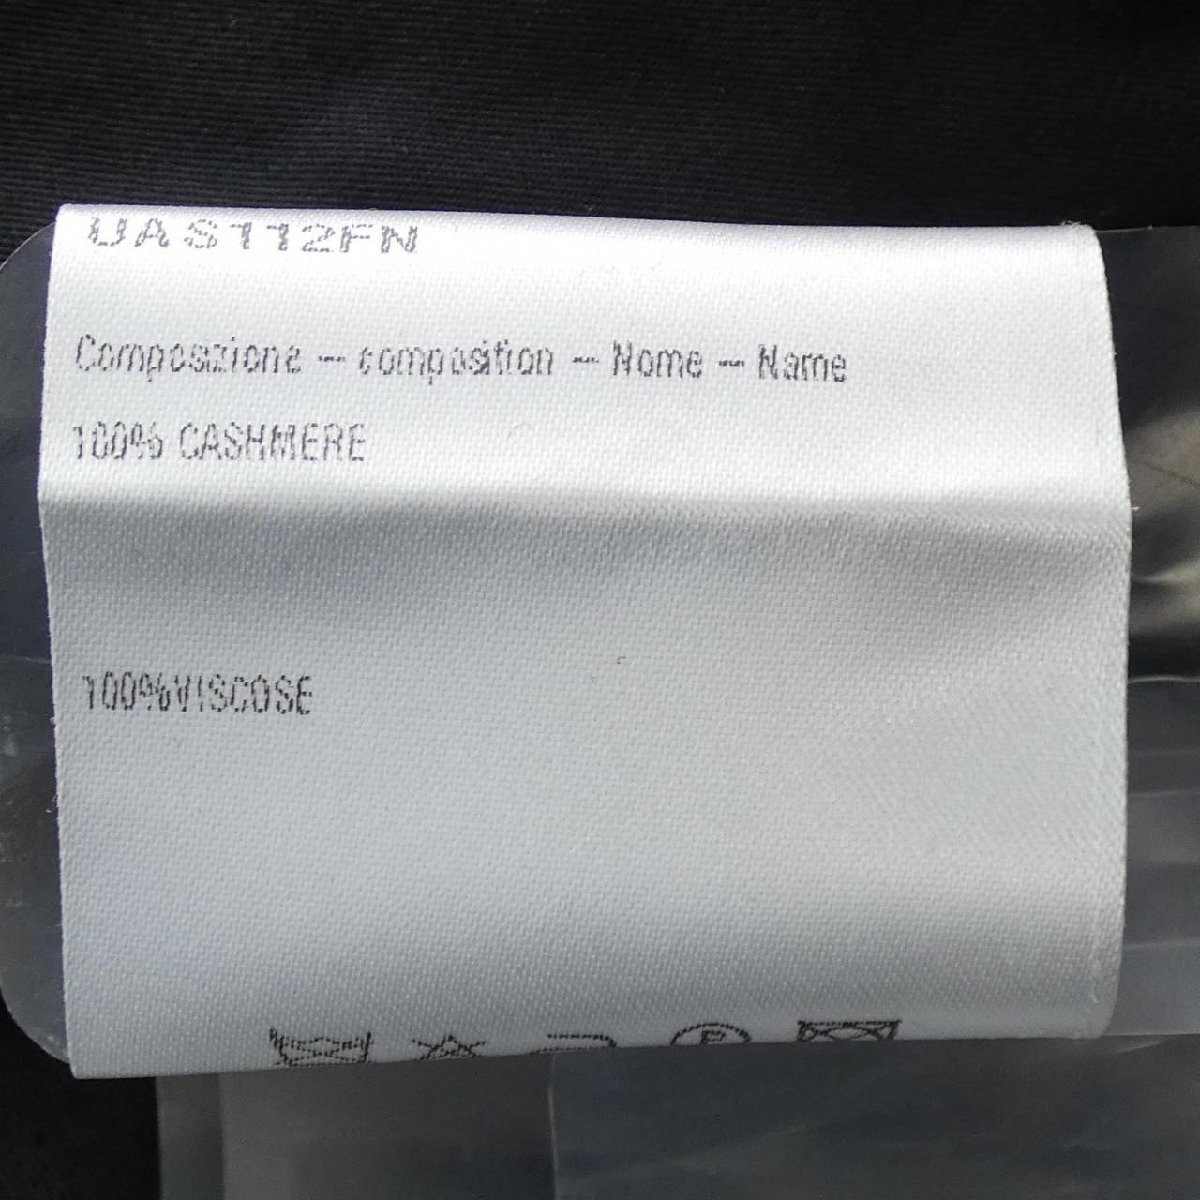 UAS112FN
Composizione - composition - Nome - Name
100% CASHMERE
100%VISCOSE
P